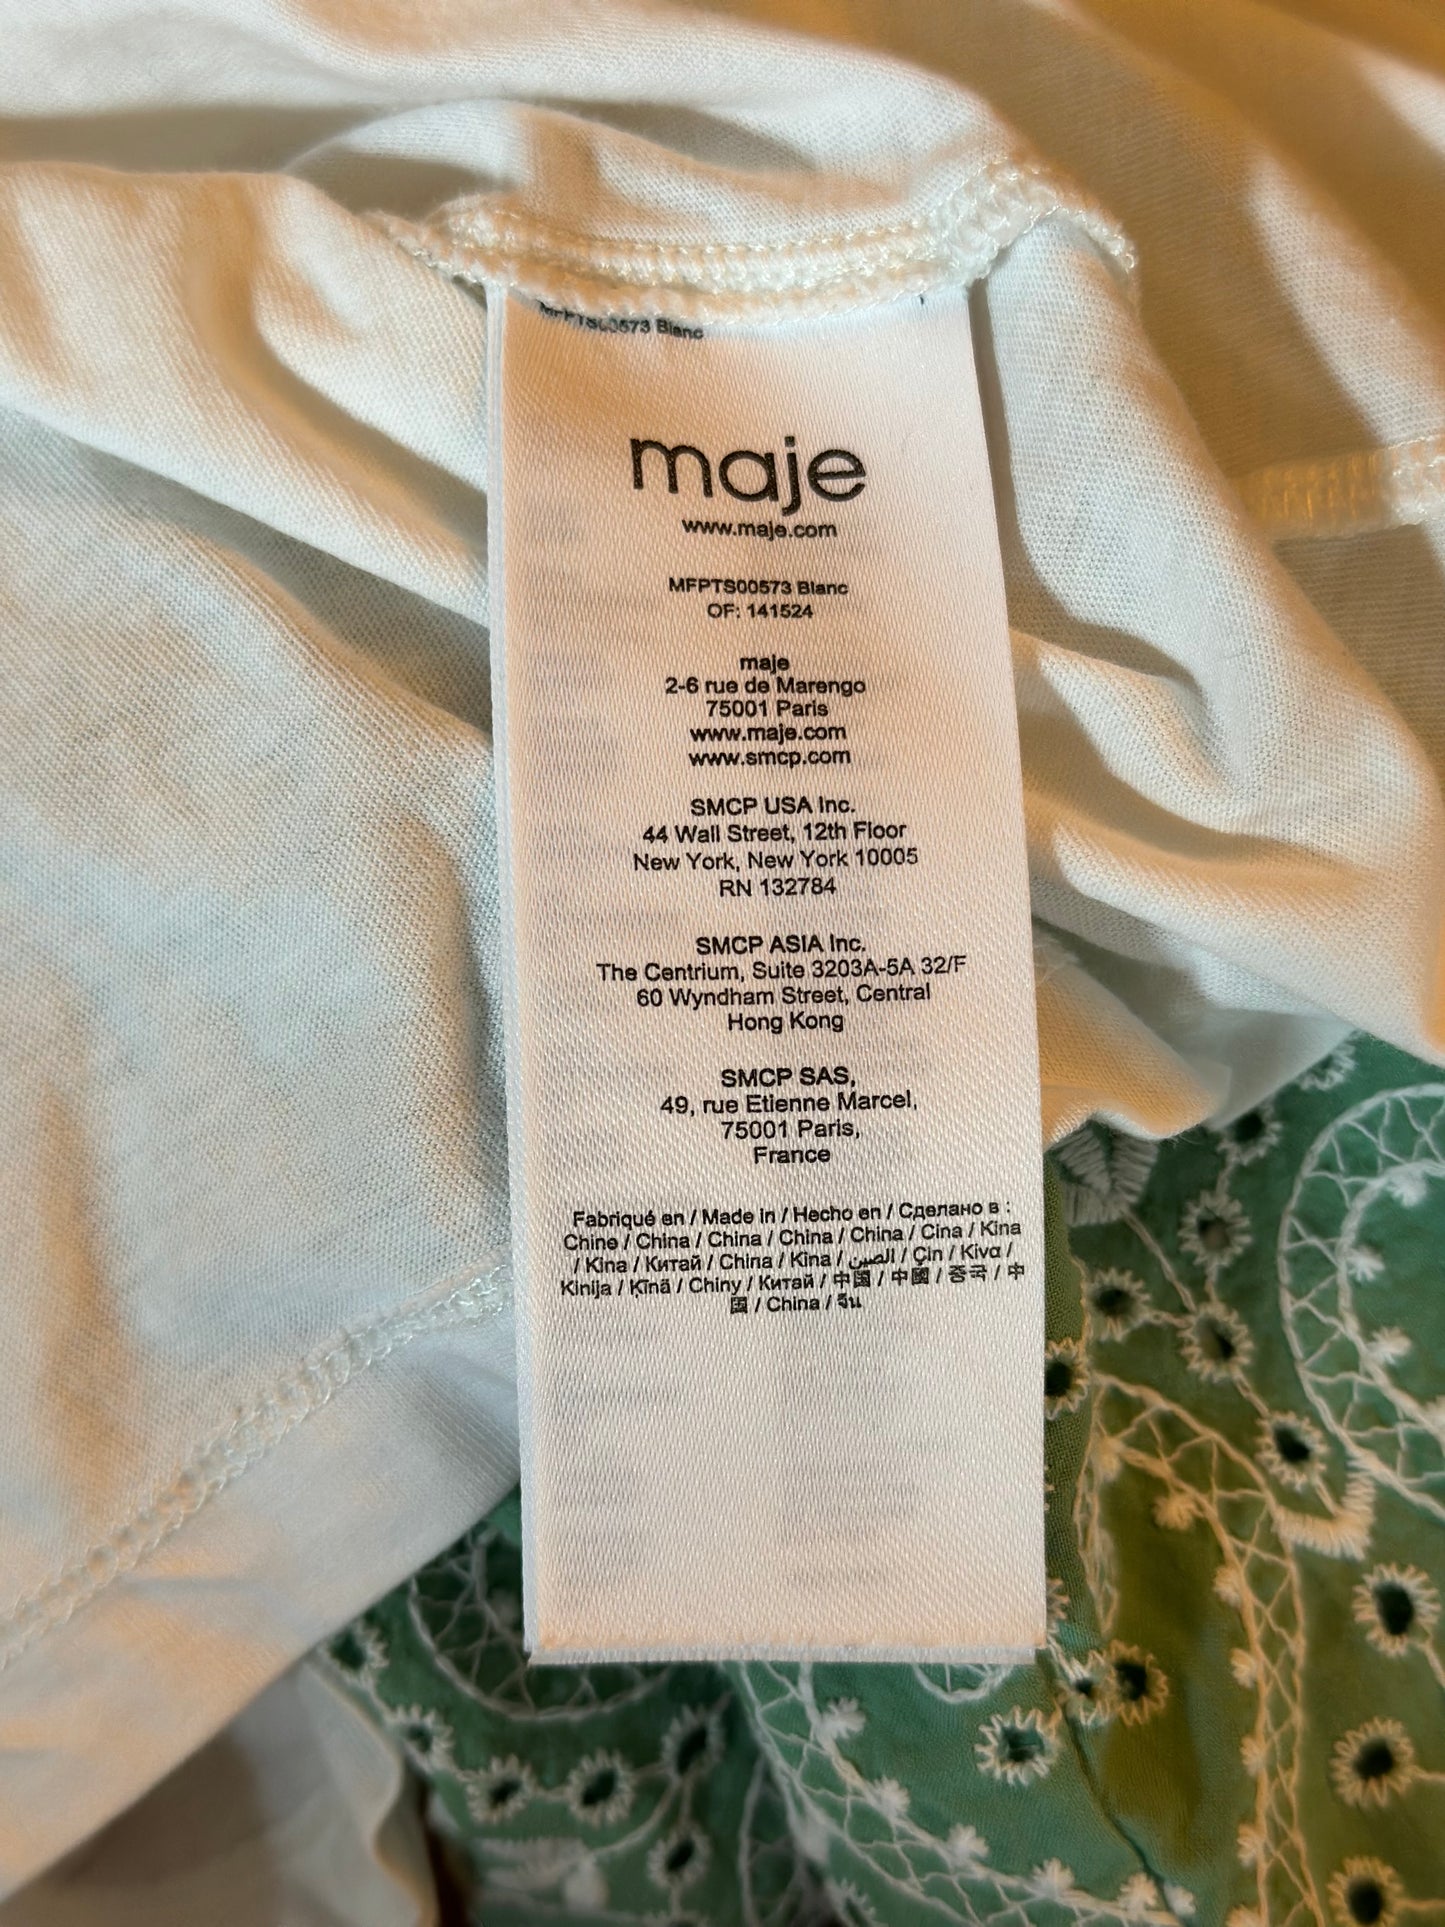 MFPTS00573 Blanc
maje
www.maje.com
MFPTS00573 Blanc
OF: 141524
maje
2-6 rue de Marengo
75001 Paris
www.maje.com
www.smcp.com
SMCP USA Inc.
44 Wall Street, 12th Floor
New York, New York 10005
RN 132784
SMCP ASIA Inc.
The Centrium, Suite 3203A-5A 32/F
60 Wyndham Street, Central
Hong Kong
SMCP SAS,
49, rue Etienne Marcel,
75001 Paris,
France
Fabriqué en / Made in / Hecho en / Сделано в :
Chine / China / China / China / China / Cina / Kina
/ Kina / Китай / China / Kína / الصين / Çin / Κίνα /
Kinija / Ķīnā / Chiny / Китай / 中国 / 中國 / 중국 / 中
国 / China / จีน